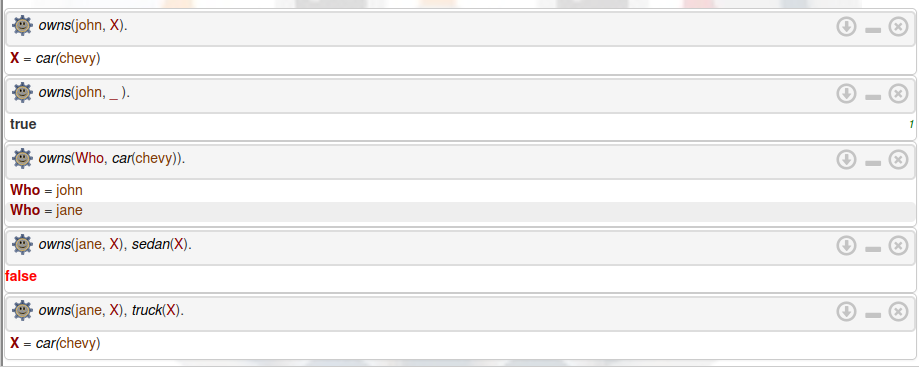 owns(john, X).
X = car(chevy)
owns(john, _ ).
true 1
owns(Who, car(chevy)).
Who = john
Who = jane
owns(jane, X), sedan(X).
false
owns(jane, X), truck(X).
X = car(chevy)